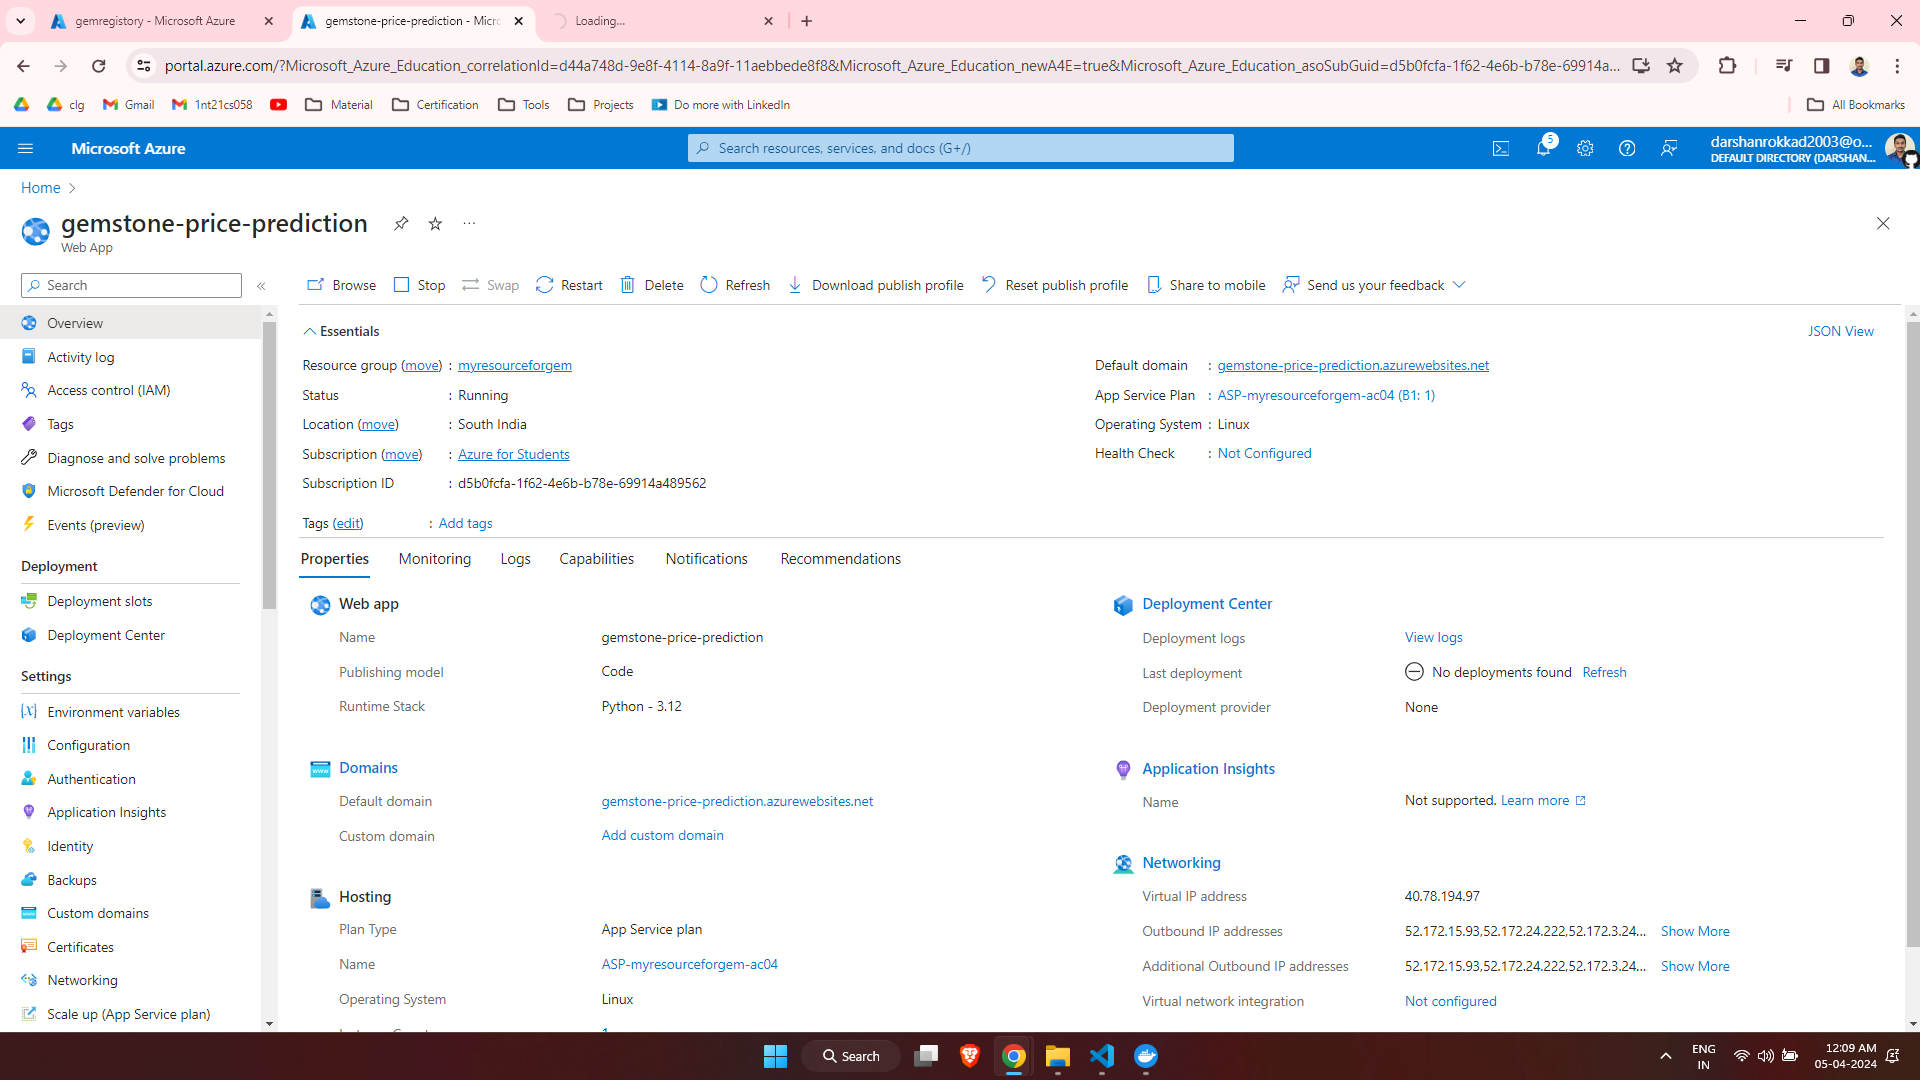 gemregistory - Microsoft Azure
gemstone-price-prediction - Micro
Loading...
portal.azure.com/?Microsoft_Azure_Education_correlationId=d44a748d-9e8f-4114-8a9f-11aebbede8f8&Microsoft_Azure_Education_newA4E=true&Microsoft_Azure_Education_asoSubGuid=d5b0fcfa-1f62-4e6b-b78e-69914a...
clg
Gmail
1nt21cs058
Material
Certification
Tools
Projects
Do more with LinkedIn
All Bookmarks
Microsoft Azure
Search resources, services, and docs (G+/)
5
darshanrokkad2003@o...
DEFAULT DIRECTORY (DARSHAN...
Home
gemstone-price-prediction
Web App
Search
Browse
Stop
Swap
Restart
Delete
Refresh
Download publish profile
Reset publish profile
Share to mobile
Send us your feedback
Overview
Activity log
Access control (IAM)
Tags
Diagnose and solve problems
Microsoft Defender for Cloud
Events (preview)
Deployment
Deployment slots
Deployment Center
Settings
Environment variables
Configuration
Authentication
Application Insights
Identity
Backups
Custom domains
Certificates
Networking
Scale up (App Service plan)
Essentials
JSON View
Resource group (move) : myresourceforgem
Status : Running
Location (move) : South India
Subscription (move) : Azure for Students
Subscription ID : d5b0fcfa-1f62-4e6b-b78e-69914a489562
Default domain : gemstone-price-prediction.azurewebsites.net
App Service Plan : ASP-myresourceforgem-ac04 (B1: 1)
Operating System : Linux
Health Check : Not Configured
Tags (edit) : Add tags
Properties
Monitoring
Logs
Capabilities
Notifications
Recommendations
Web app
Name gemstone-price-prediction
Publishing model Code
Runtime Stack Python - 3.12
Domains
Default domain gemstone-price-prediction.azurewebsites.net
Custom domain Add custom domain
Hosting
Plan Type App Service plan
Name ASP-myresourceforgem-ac04
Operating System Linux
Deployment Center
Deployment logs View logs
Last deployment No deployments found Refresh
Deployment provider None
Application Insights
Name Not supported. Learn more
Networking
Virtual IP address 40.78.194.97
Outbound IP addresses 52.172.15.93,52.172.24.222,52.172.3.24... Show More
Additional Outbound IP addresses 52.172.15.93,52.172.24.222,52.172.3.24... Show More
Virtual network integration Not configured
Search
ENG
IN
12:09 AM
05-04-2024